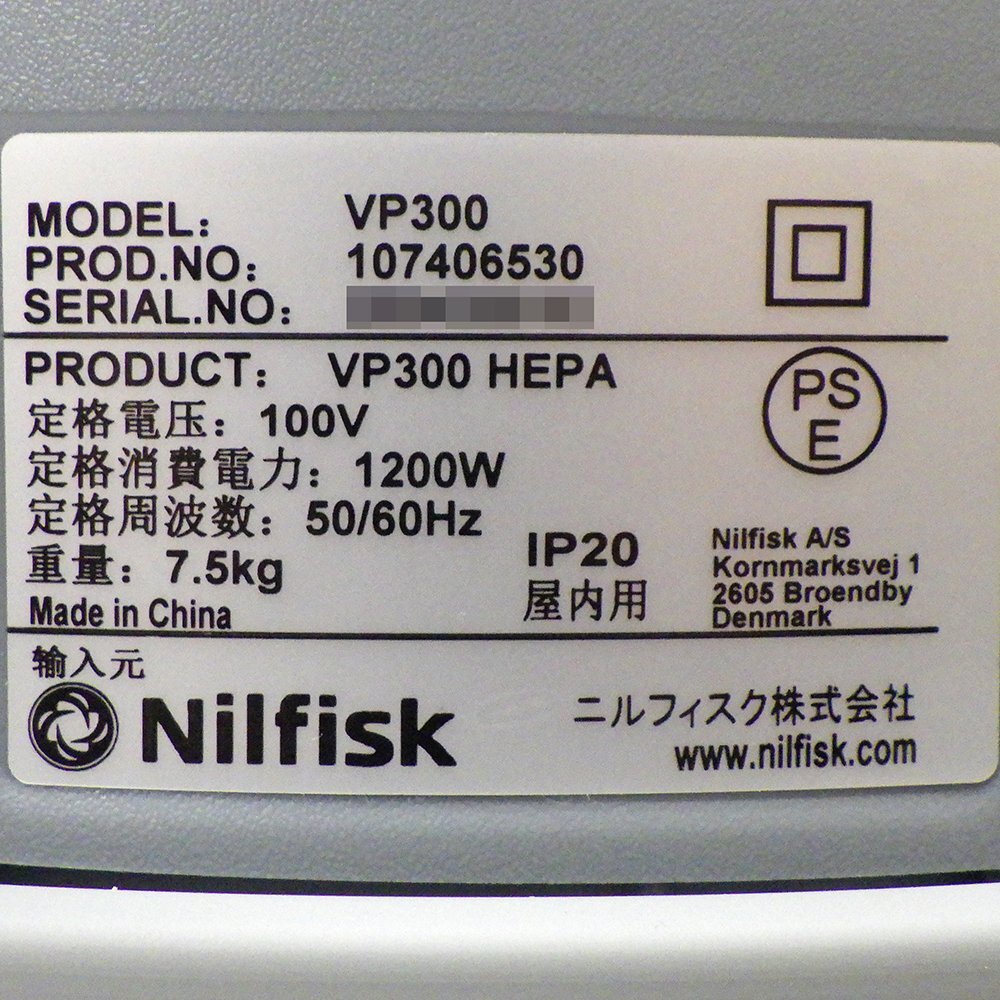 MODEL: VP300
PROD.NO: 107406530
SERIAL.NO:
PRODUCT: VP300 HEPA
PS
E
定格電压: 100V
定格消費電力: 1200W
定格周波数: 50/60Hz
重量: 7.5kg
Made in China
IP20
屋内用
Nilfisk A/S
Kornmarksvej 1
2605 Broendby
Denmark
输入元
Nilfisk
ニルフィスク株式会社
www.nilfisk.com